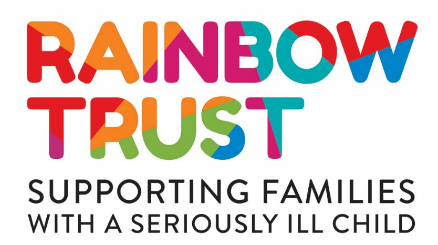 RAINBOW
TRUST
SUPPORTING FAMILIES
WITH A SERIOUSLY ILL CHILD